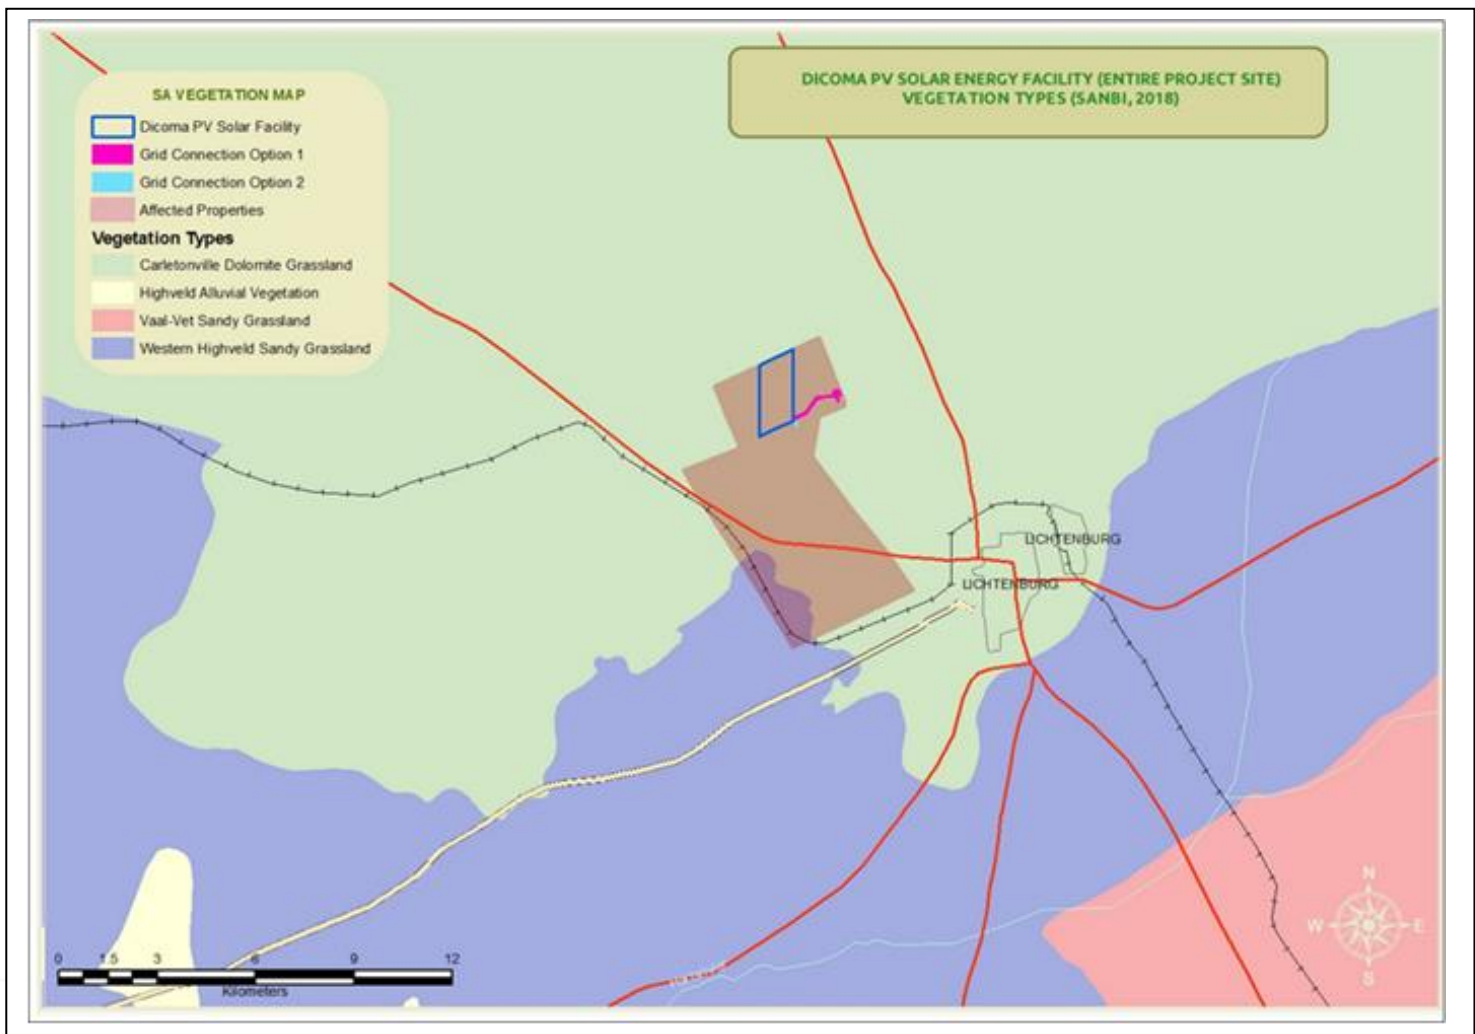 DICOMA PV SOLAR ENERGY FACILITY (ENTIRE PROJECT SITE)
VEGETATION TYPES (SANBI, 2018)
SA VEGETATION MAP
Dicoma PV Solar Facility
Grid Connection Option 1
Grid Connection Option 2
Affected Properties
Vegetation Types
Carletonville Dolomite Grassland
Highveld Alluvial Vegetation
Vaal-Vet Sandy Grassland
Western Highveld Sandy Grassland
LICHTENBURG
LICHTENBURG
N
W E
S
0 1.5 3 6 9 12
Kilometers